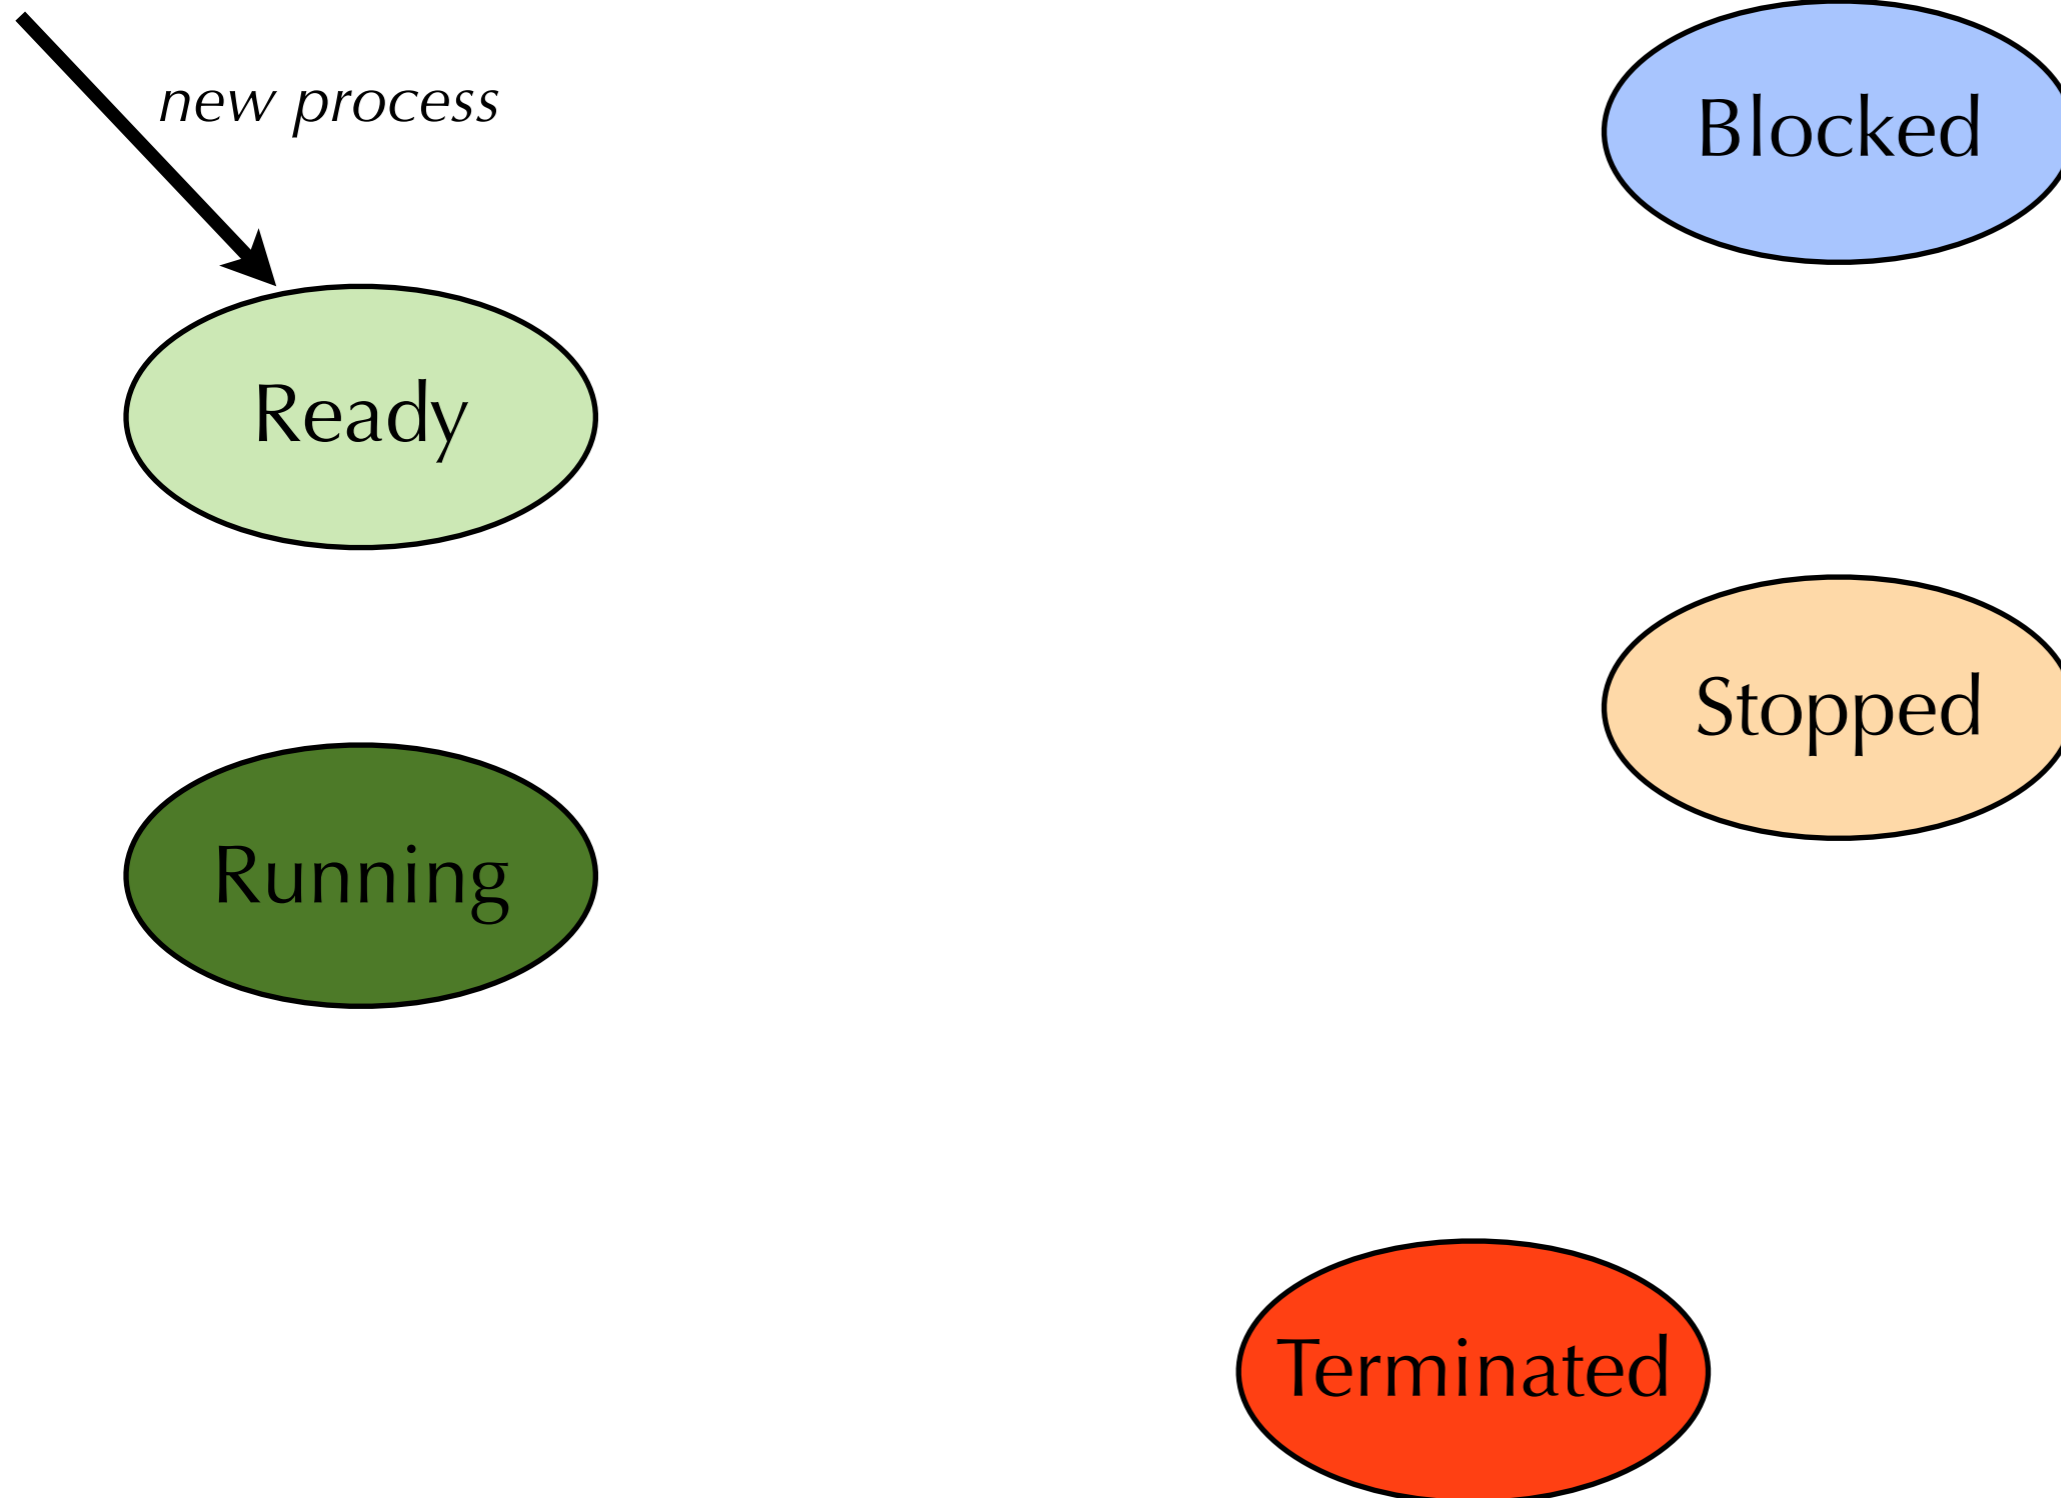 new process
Blocked
Ready
Stopped
Running
Terminated